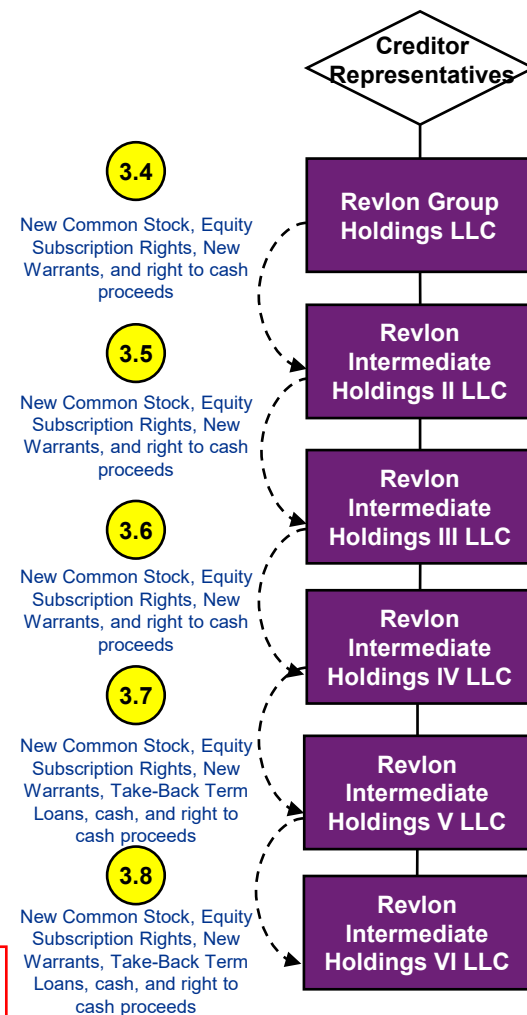 Creditor
Representatives
3.4
Revlon Group
Holdings LLC
New Common Stock, Equity
Subscription Rights, New
Warrants, and right to cash
proceeds
Revlon
Intermediate
Holdings II LLC
3.5
New Common Stock, Equity
Subscription Rights, New
Warrants, and right to cash
proceeds
Revlon
Intermediate
Holdings III LLC
3.6
New Common Stock, Equity
Subscription Rights, New
Warrants, and right to cash
proceeds
Revlon
Intermediate
Holdings IV LLC
3.7
New Common Stock, Equity
Subscription Rights, New
Warrants, Take-Back Term
Loans, cash, and right to
cash proceeds
Revlon
Intermediate
Holdings V LLC
3.8
New Common Stock, Equity
Subscription Rights, New
Warrants, Take-Back Term
Loans, cash, and right to
cash proceeds
Revlon
Intermediate
Holdings VI LLC